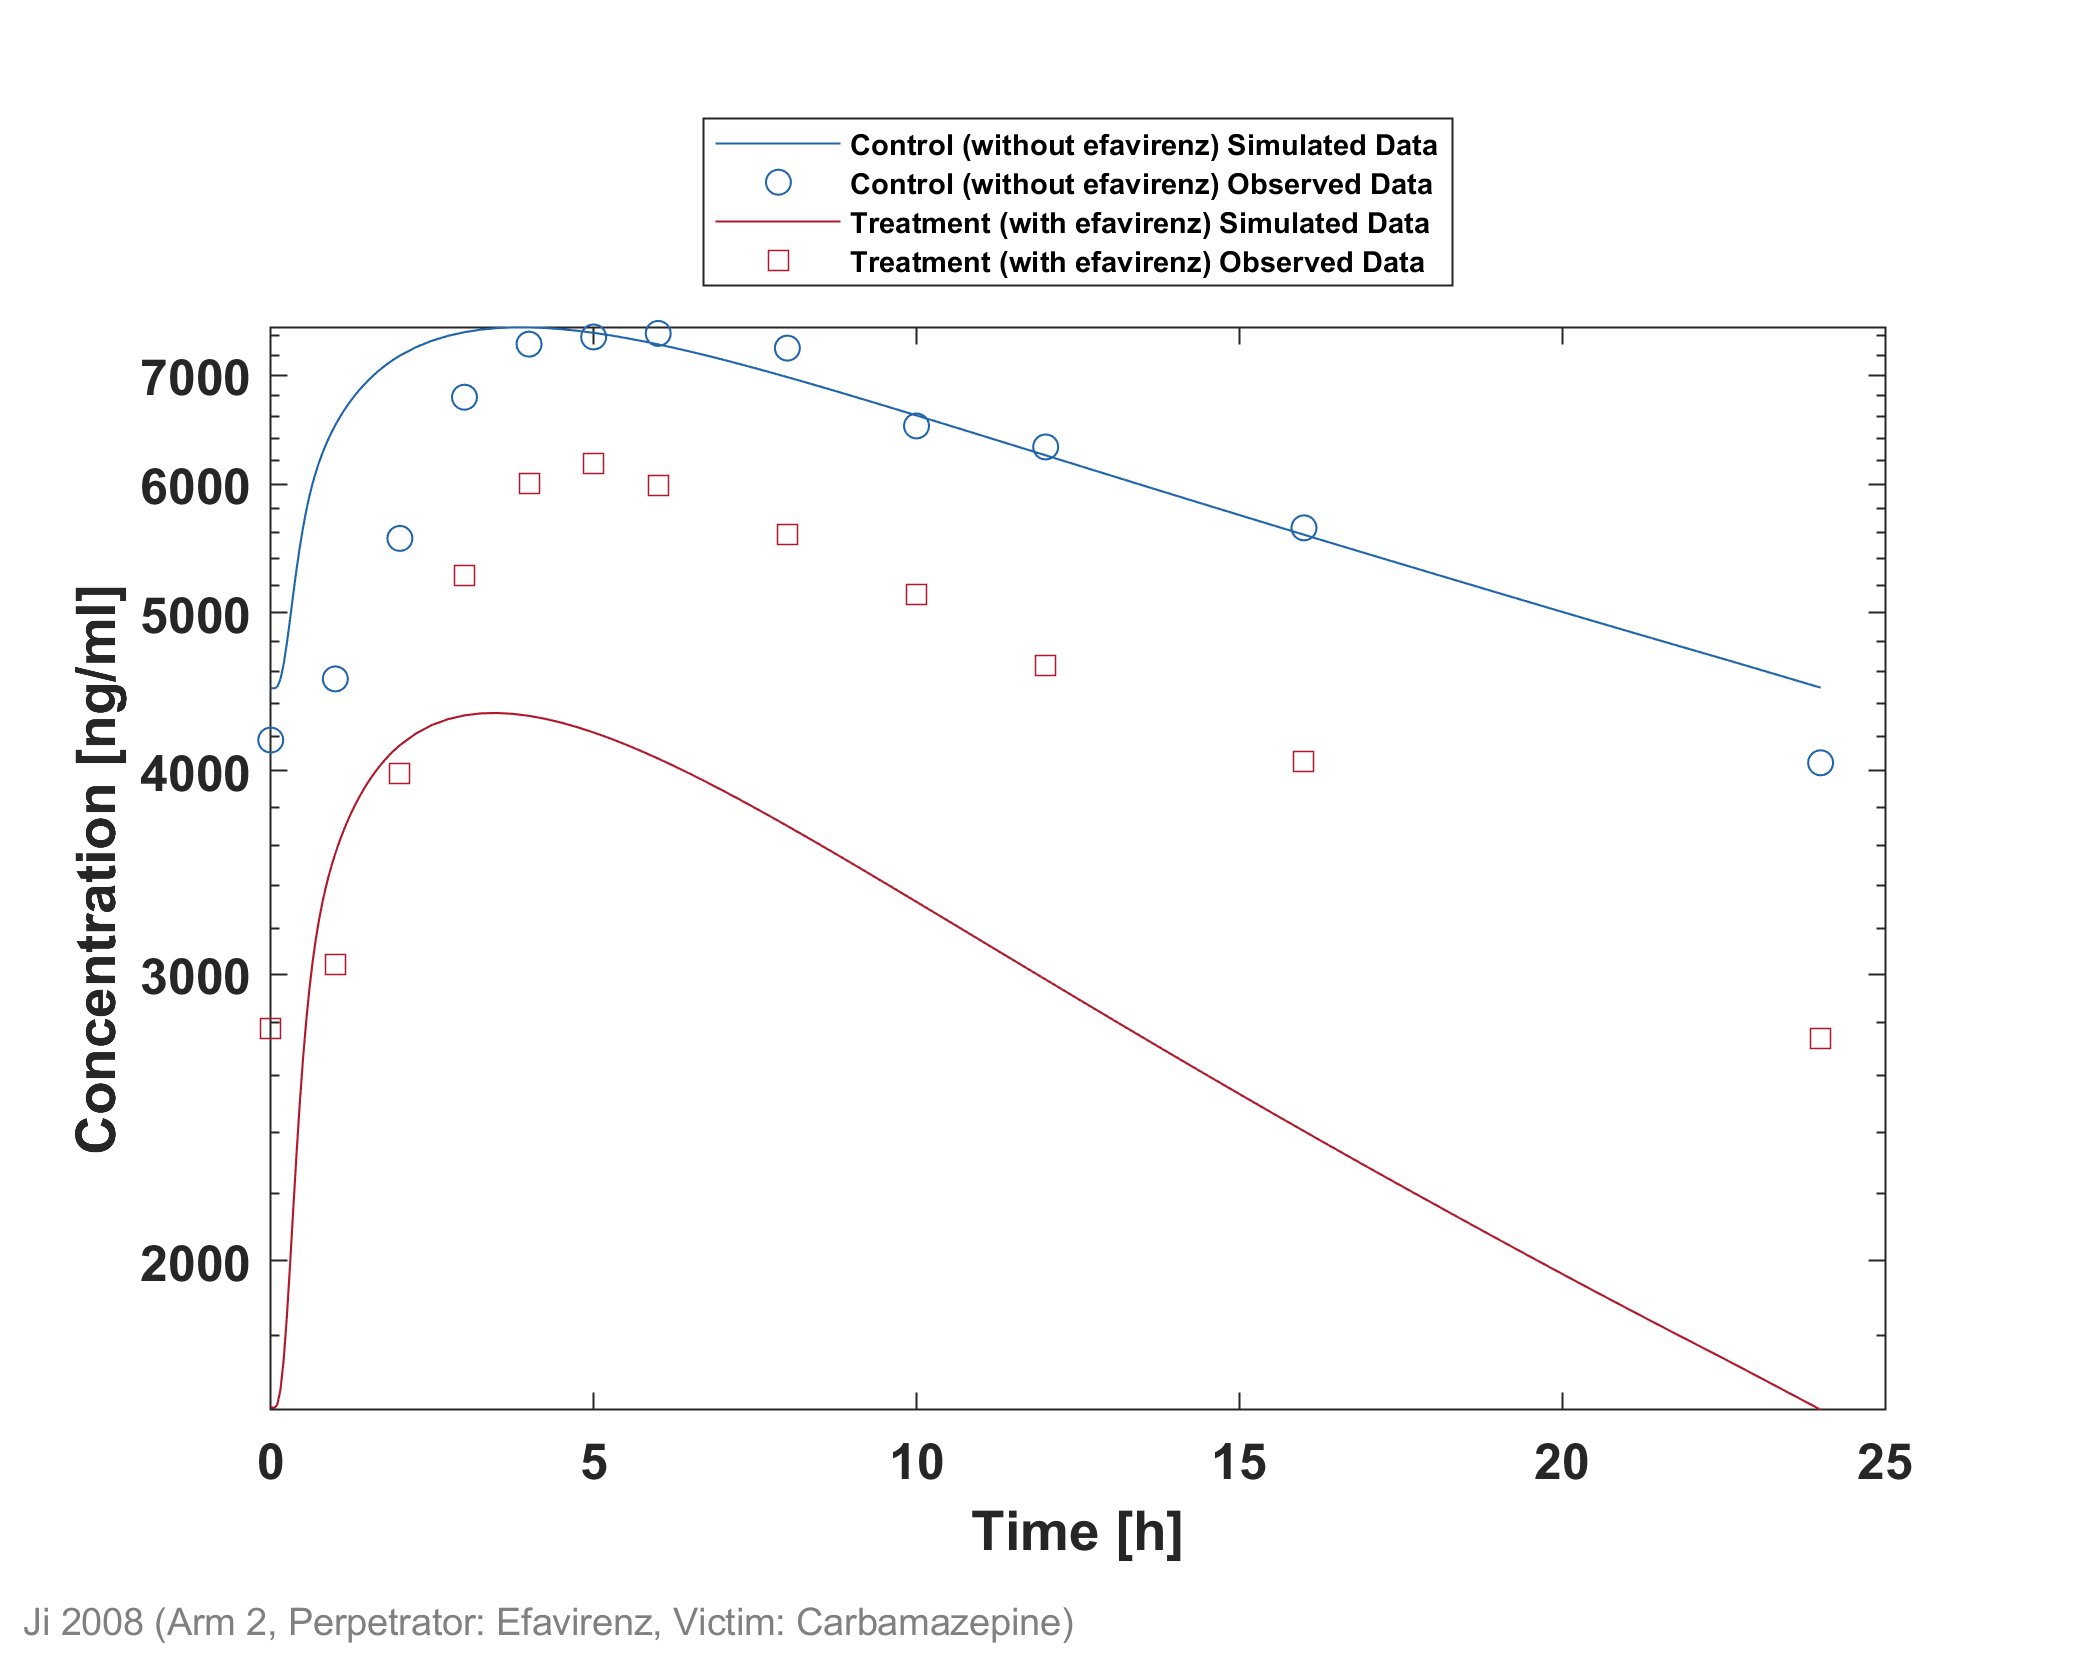 Control (without efavirenz) Simulated Data
Control (without efavirenz) Observed Data
Treatment (with efavirenz) Simulated Data
Treatment (with efavirenz) Observed Data
7000
6000
5000
4000
3000
2000
Concentration [ng/ml]
0 5 10 15 20 25
Time [h]
Ji 2008 (Arm 2, Perpetrator: Efavirenz, Victim: Carbamazepine)